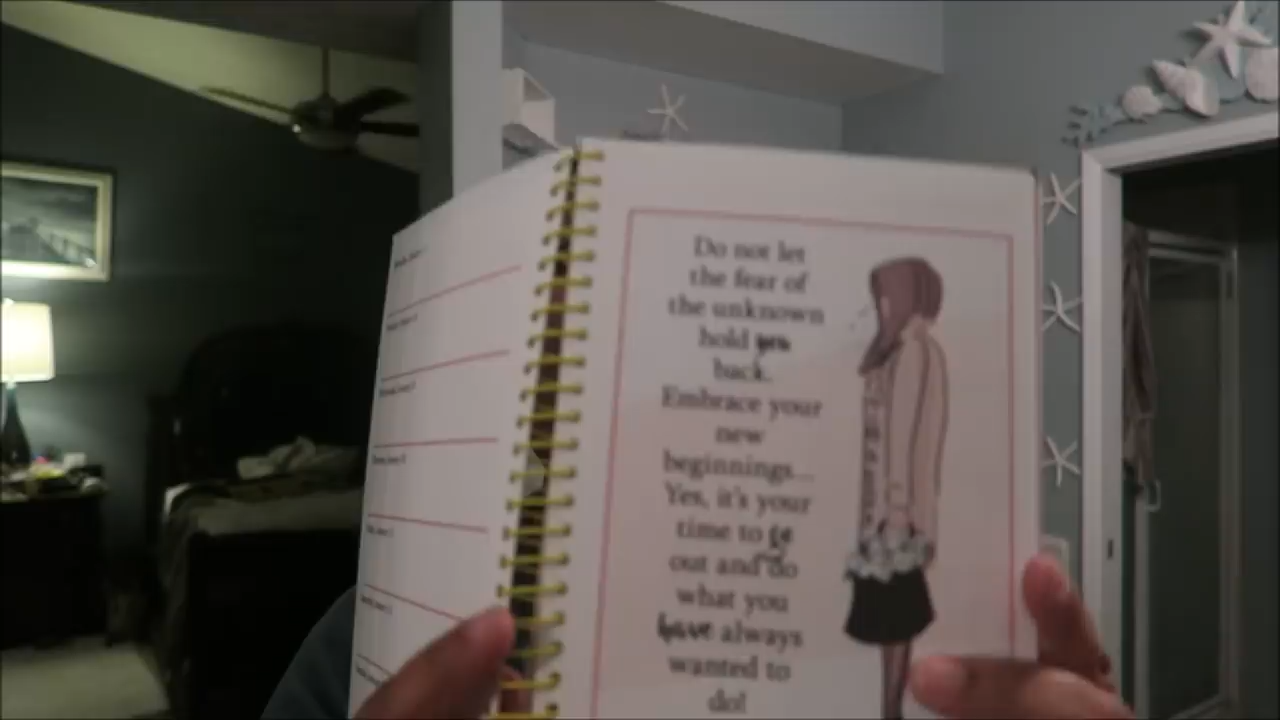 Do not let
the fear of
the unknown
hold you
back.
Embrace your
new
beginnings...
Yes, it's your
time to go
out and do
what you
have always
wanted to
do!